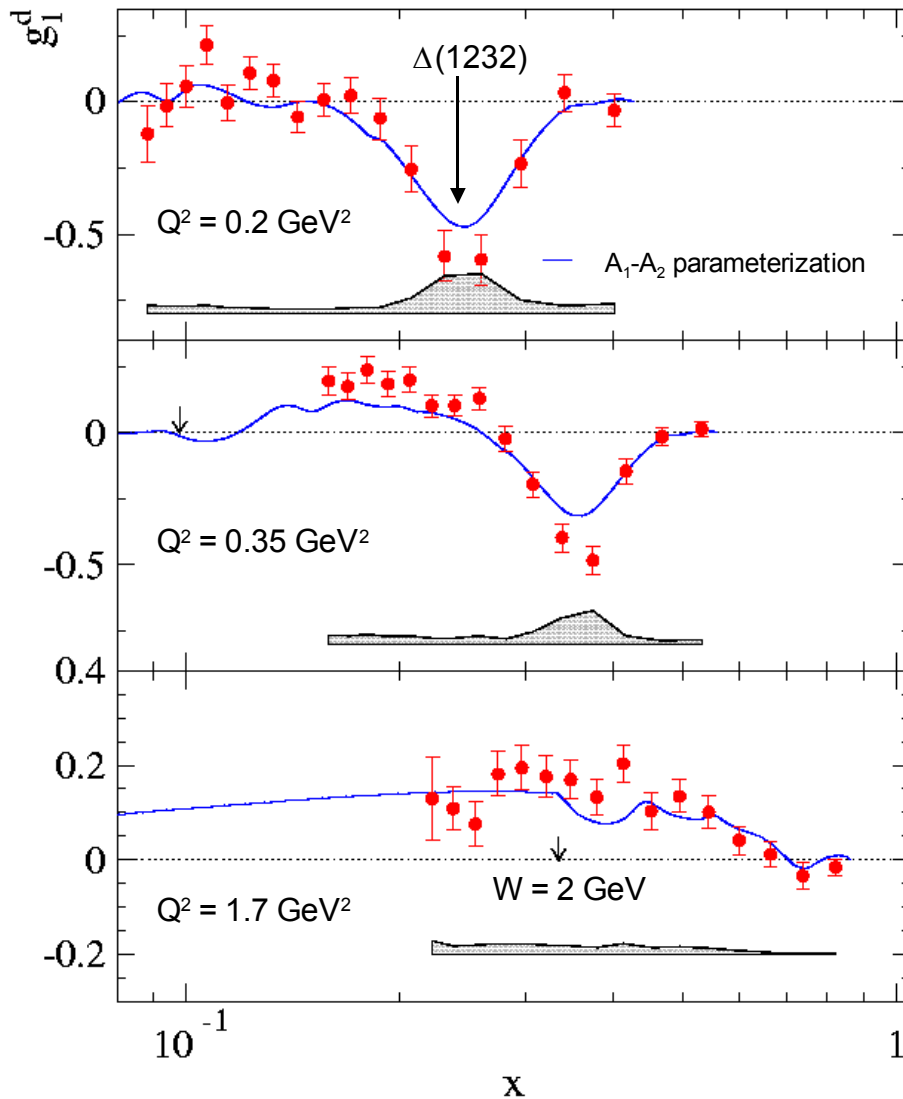 g₁ᵈ
Δ(1232)
0
-0.5
Q² = 0.2 GeV²
A₁-A₂ parameterization
0
-0.5
Q² = 0.35 GeV²
0.4
0.2
0
-0.2
W = 2 GeV
Q² = 1.7 GeV²
10⁻¹
1
x